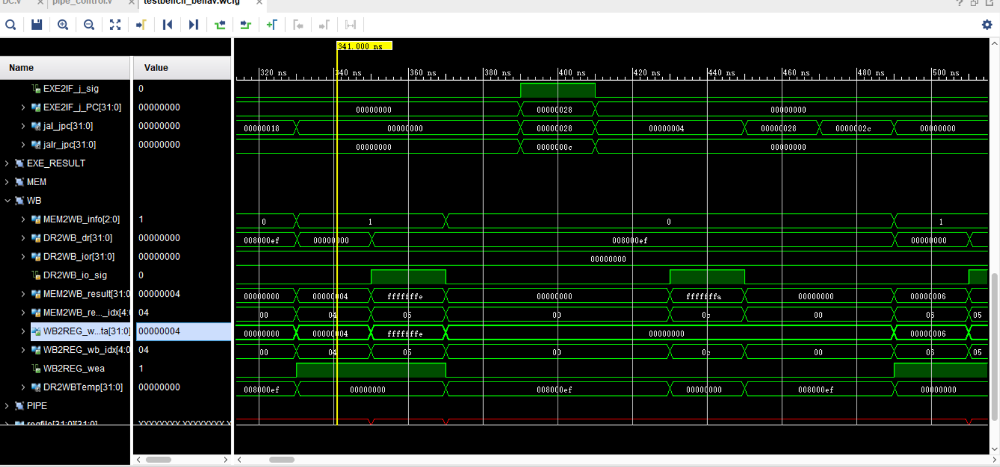 DC.v pipe_control.v testbench_behav.wcfg
341.000 ns
Name Value
320 ns 340 ns 360 ns 380 ns 400 ns 420 ns 440 ns 460 ns 480 ns 500 ns
EXE2IF_j_sig 0
EXE2IF_j_PC[31:0] 00000000 00000000 00000028 00000000
jal_jpc[31:0] 00000000 00000018 00000000 00000028 00000004 00000028 0000002c 00000000
jalr_jpc[31:0] 00000000 00000000 0000000c 00000000
EXE_RESULT
MEM
WB
MEM2WB_info[2:0] 1 0 1 0 1
DR2WB_dr[31:0] 00000000 008000ef 00000000 008000ef 00000000
DR2WB_ior[31:0] 00000000 00000000
DR2WB_io_sig 0
MEM2WB_result[31:0 00000004 00000000 00000004 fffffffe 00000000 fffffffa 00000000 00000006
MEM2WB_re..._idx[4: 04 00 04 05 00 0c 00 06 05
WB2REG_w...ta[31:0] 00000004 00000000 00000004 fffffffe 00000000 00000006
WB2REG_wb_idx[4:0 04 00 04 05 00 0c 00 06 05
WB2REG_wea 1
DR2WBTemp[31:0] 00000000 008000ef 00000000 008000ef 00000000 008000ef 00000000
PIPE
regfile[31:0][31:0] XXXXXXXX,XXXXXXXX,X